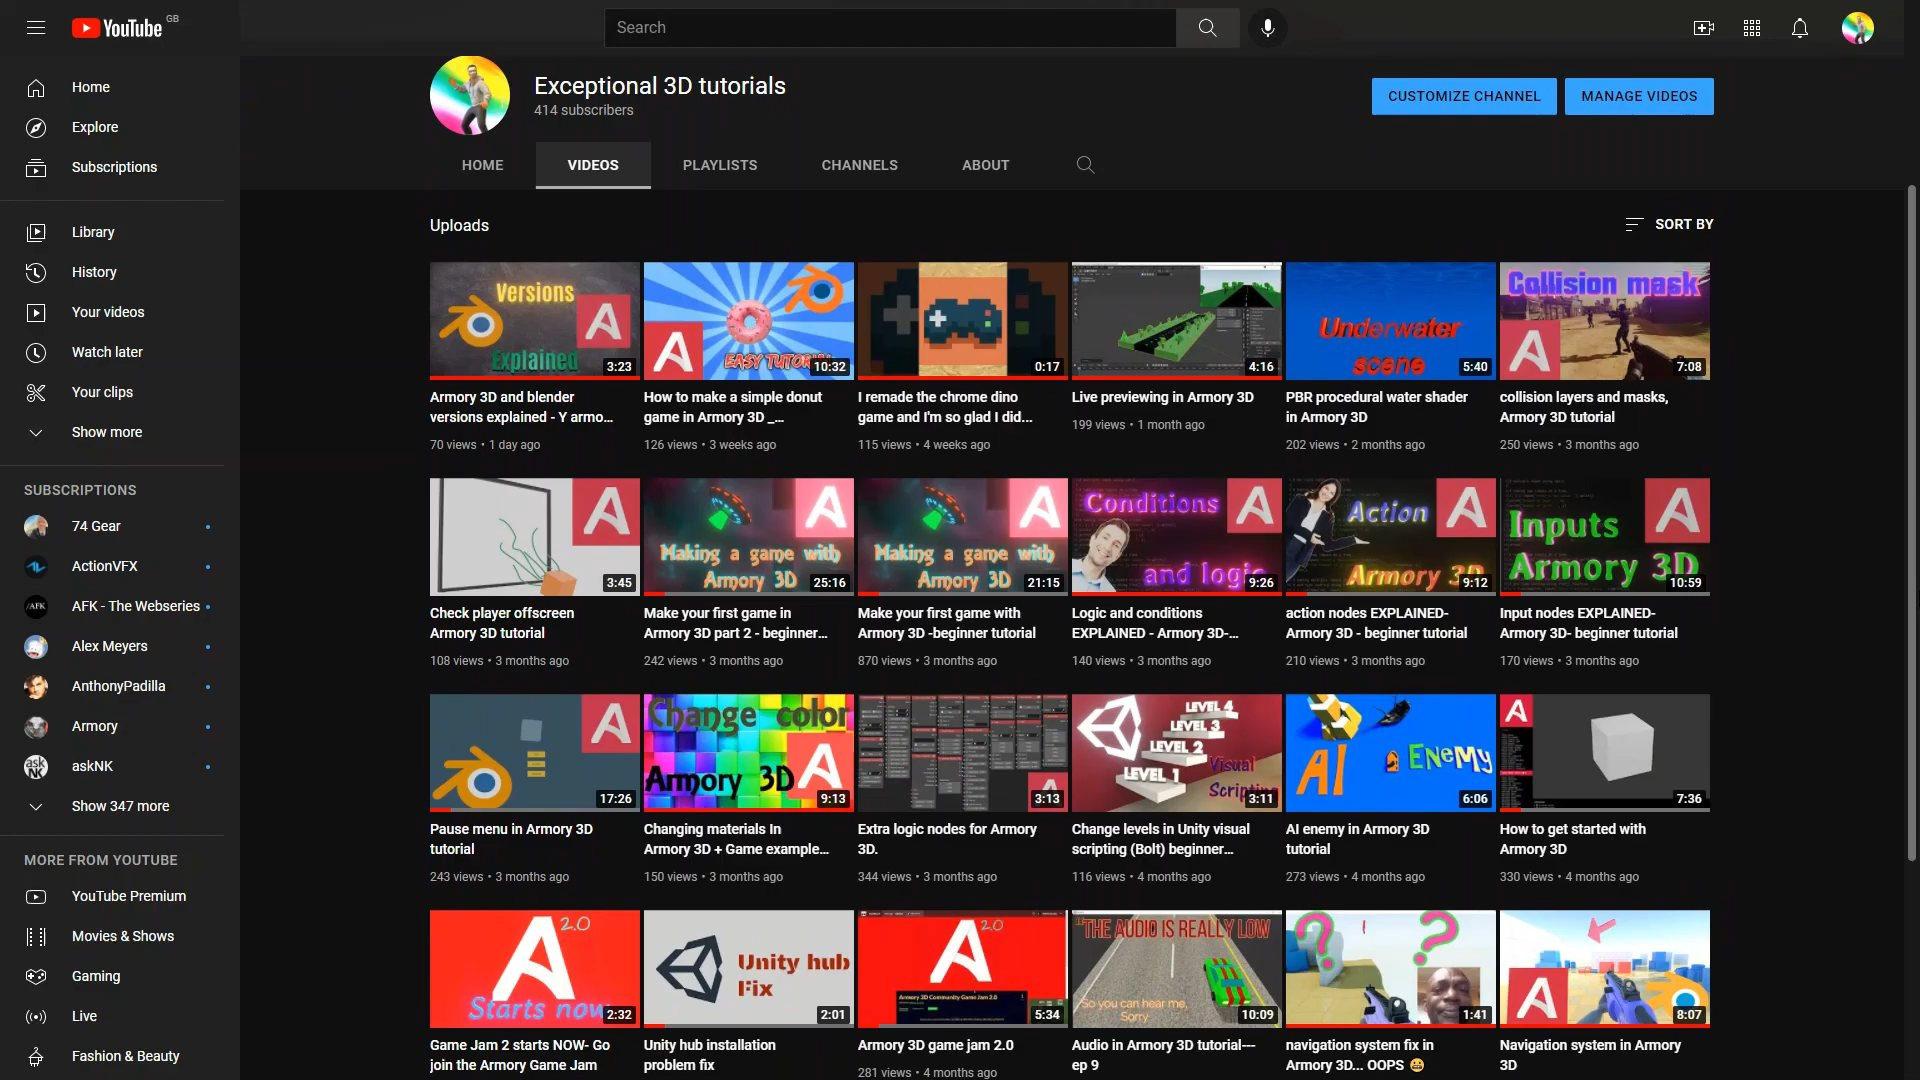 YouTube GB
Search
Home
Explore
Subscriptions
Library
History
Your videos
Watch later
Your clips
Show more
SUBSCRIPTIONS
74 Gear
ActionVFX
AFK - The Webseries
Alex Meyers
AnthonyPadilla
Armory
askNK
Show 347 more
MORE FROM YOUTUBE
YouTube Premium
Movies & Shows
Gaming
Live
Fashion & Beauty
Exceptional 3D tutorials
414 subscribers
CUSTOMIZE CHANNEL
MANAGE VIDEOS
HOME
VIDEOS
PLAYLISTS
CHANNELS
ABOUT
Uploads
SORT BY
Versions
Explained
3:23
Armory 3D and blender
versions explained - Y armo...
70 views • 1 day ago
EASY TUTORIAL
10:32
How to make a simple donut
game in Armory 3D _...
126 views • 3 weeks ago
0:17
I remade the chrome dino
game and I'm so glad I did...
115 views • 4 weeks ago
4:16
Live previewing in Armory 3D
199 views • 1 month ago
Underwater
scene
5:40
PBR procedural water shader
in Armory 3D
202 views • 2 months ago
Collision mask
7:08
collision layers and masks,
Armory 3D tutorial
250 views • 3 months ago
3:45
Check player offscreen
Armory 3D tutorial
108 views • 3 months ago
Making a game with
Armory 3D
25:16
Make your first game in
Armory 3D part 2 - beginner...
242 views • 3 months ago
Making a game with
Armory 3D
21:15
Make your first game with
Armory 3D -beginner tutorial
870 views • 3 months ago
Conditions
and logic
9:26
Logic and conditions
EXPLAINED - Armory 3D-...
140 views • 3 months ago
Action
Armory 3D
9:12
action nodes EXPLAINED-
Armory 3D - beginner tutorial
210 views • 3 months ago
Inputs
Armory 3D
10:59
Input nodes EXPLAINED-
Armory 3D- beginner tutorial
170 views • 3 months ago
17:26
Pause menu in Armory 3D
tutorial
243 views • 3 months ago
Change color
Armory 3D
9:13
Changing materials In
Armory 3D + Game example...
150 views • 3 months ago
3:13
Extra logic nodes for Armory
3D.
344 views • 3 months ago
LEVEL 4
LEVEL 3
LEVEL 2
LEVEL 1
Visual
Scripting
3:11
Change levels in Unity visual
scripting (Bolt) beginner...
116 views • 4 months ago
AI
ENEMY
6:06
AI enemy in Armory 3D
tutorial
273 views • 4 months ago
7:36
How to get started with
Armory 3D
330 views • 4 months ago
2.0
Starts now
2:32
Game Jam 2 starts NOW- Go
join the Armory Game Jam
Unity hub
Fix
2:01
Unity hub installation
problem fix
2.0
Armory 3D Community Game Jam 2.0
5:34
Armory 3D game jam 2.0
281 views • 4 months ago
"THE AUDIO IS REALLY LOW
So you can hear me,
Sorry
10:09
Audio in Armory 3D tutorial---
ep 9
? ?
1:41
navigation system fix in
Armory 3D... OOPS 😬
8:07
Navigation system in Armory
3D